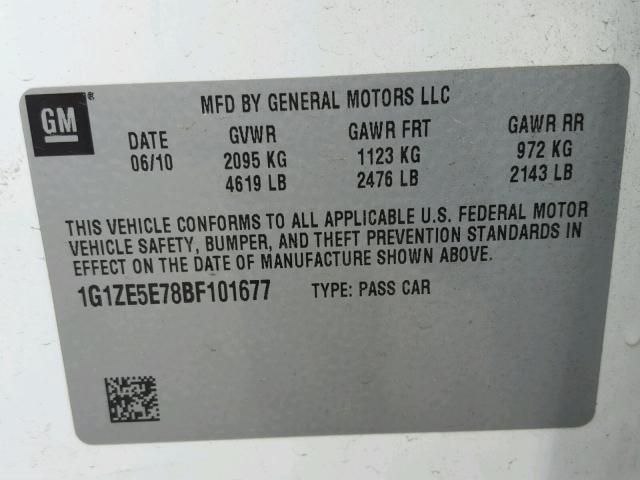 GM®
MFD BY GENERAL MOTORS LLC
DATE GVWR GAWR FRT GAWR RR
06/10 2095 KG 1123 KG 972 KG
4619 LB 2476 LB 2143 LB
THIS VEHICLE CONFORMS TO ALL APPLICABLE U.S. FEDERAL MOTOR
VEHICLE SAFETY, BUMPER, AND THEFT PREVENTION STANDARDS IN
EFFECT ON THE DATE OF MANUFACTURE SHOWN ABOVE.
1G1ZE5E78BF101677 TYPE: PASS CAR